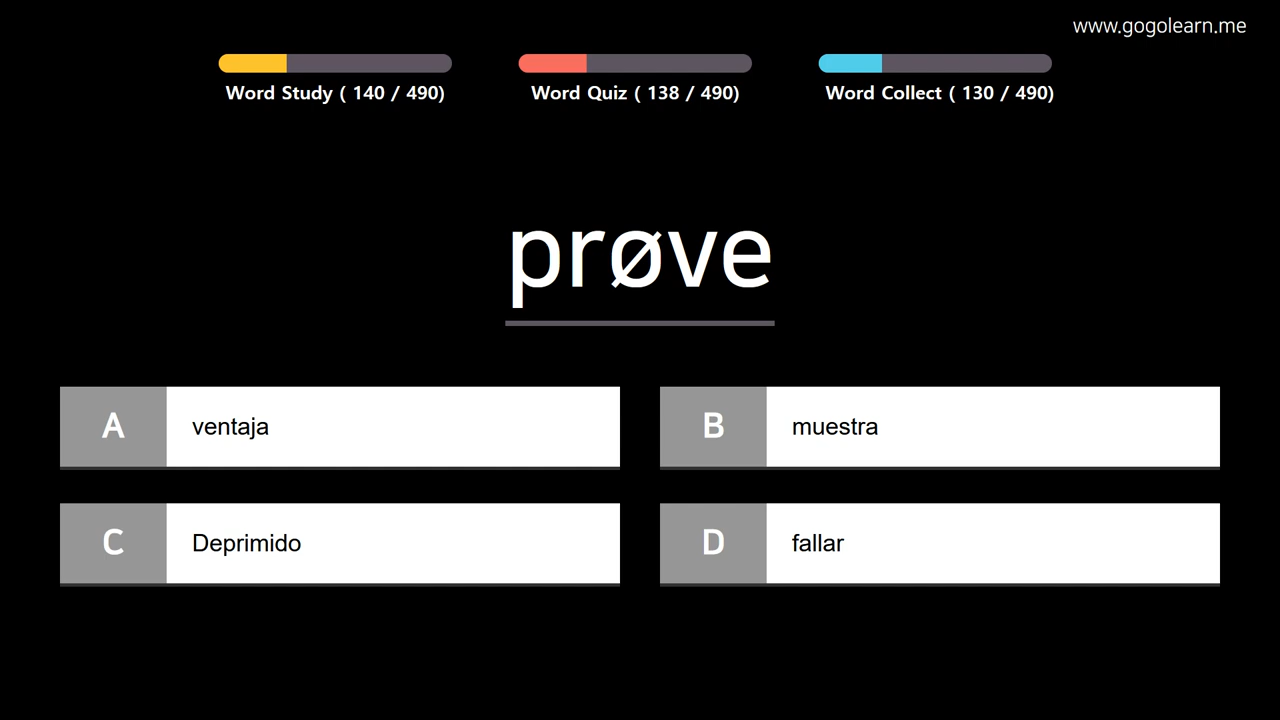 www.gogolearn.me
Word Study ( 140 / 490)
Word Quiz ( 138 / 490)
Word Collect ( 130 / 490)
prøve
A ventaja
B muestra
C Deprimido
D fallar